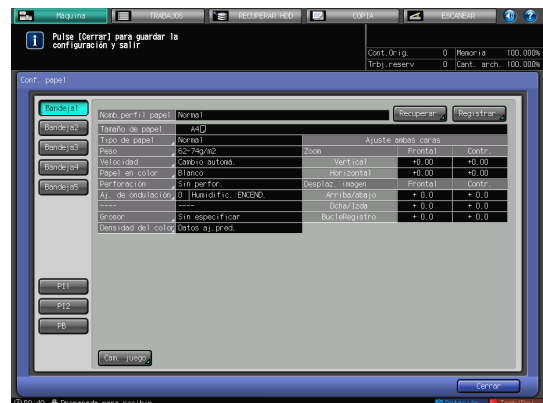 Máquina TRABAJOS RECUPERAR HDD COPIA ESCANEAR
Pulse [Cerrar] para guardar la
configuración y salir
Cont.Orig. 0 Memoria 100.000%
Trbj.reserv 0 Cant. arch. 100.000%
Conf. papel
Bandeja1
Nomb.perfil papel Normal Recuperar Registrar
Bandeja2 Tamaño de papel A4
Tipo de papel Normal Ajuste ambas caras
Bandeja3 Peso 62-74g/m2 Zoom Frontal Contr.
Velocidad Cambio automá. Vertical +0.00 +0.00
Bandeja4 Papel en color Blanco Horizontal +0.00 +0.00
Bandeja5 Perforación Sin perfor. Desplaz. imagen Frontal Contr.
Aj. de ondulación 0 Humidific.:ENCEND. Arriba/abajo + 0.0 + 0.0
---- ---- Dcha/Izda + 0.0 + 0.0
Grosor Sin especificar BucleRegistro + 0.0 + 0.0
Densidad del color Datos aj.pred.
PI1
PI2
PB
Cam. juego
Cerrar